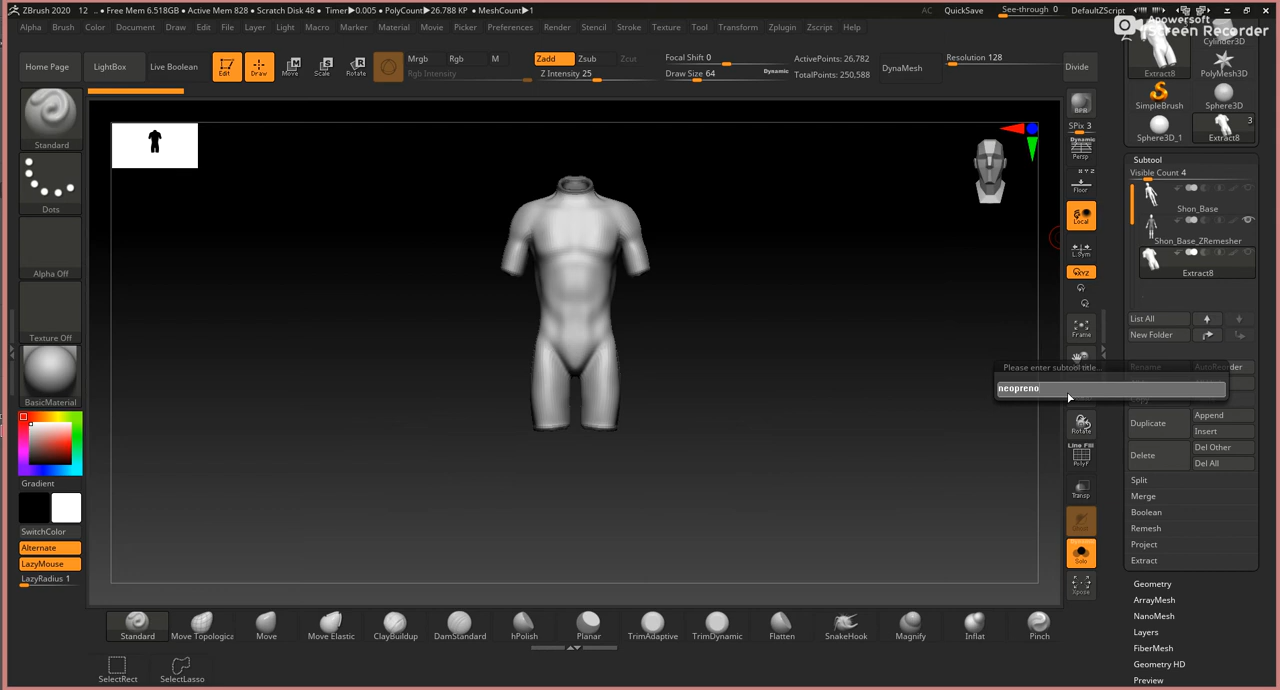 ZBrush 2020 12 .. • Free Mem 6.518GB • Active Mem 828 • Scratch Disk 48 • Timer▶0.005 • PolyCount▶26.788 KP • MeshCount▶1 AC QuickSave See-through 0 DefaultZScript
Apowersoft
Screen Recorder
Alpha Brush Color Document Draw Edit File Layer Light Macro Marker Material Movie Picker Preferences Render Stencil Stroke Texture Tool Transform Zplugin Zscript Help
Home Page LightBox Live Boolean Edit Draw Move Scale Rotate
Mrgb Rgb M
Rgb Intensity
Zadd Zsub Zcut
Z Intensity 25
Focal Shift 0
Draw Size 64 Dynamic
ActivePoints: 26,782
TotalPoints: 250,588
DynaMesh
Resolution 128
Divide
Extract8
Cylinder3D
PolyMesh3D
SimpleBrush
Sphere3D
Sphere3D_1
3
Extract8
Standard
Dots
Alpha Off
Texture Off
BasicMaterial
Gradient
SwitchColor
Alternate
LazyMouse
LazyRadius 1
BPR
SPix 3
Dynamic
Persp
Floor
Local
L.Sym
XYZ
Frame
Rotate
Line Fill
PolyF
Transp
Ghost
Solo
Xpose
Subtool
Visible Count 4
Shon_Base
Shon_Base_ZRemesher
Extract8
List All
New Folder
Please enter subtool title...
neopreno
Rename AutoReorder
Copy
Duplicate
Append
Insert
Delete
Del Other
Del All
Split
Merge
Boolean
Remesh
Project
Extract
Geometry
ArrayMesh
NanoMesh
Layers
FiberMesh
Geometry HD
Preview
Standard Move Topologica Move Move Elastic ClayBuildup DamStandard hPolish Planar TrimAdaptive TrimDynamic Flatten SnakeHook Magnify Inflat Pinch
SelectRect SelectLasso